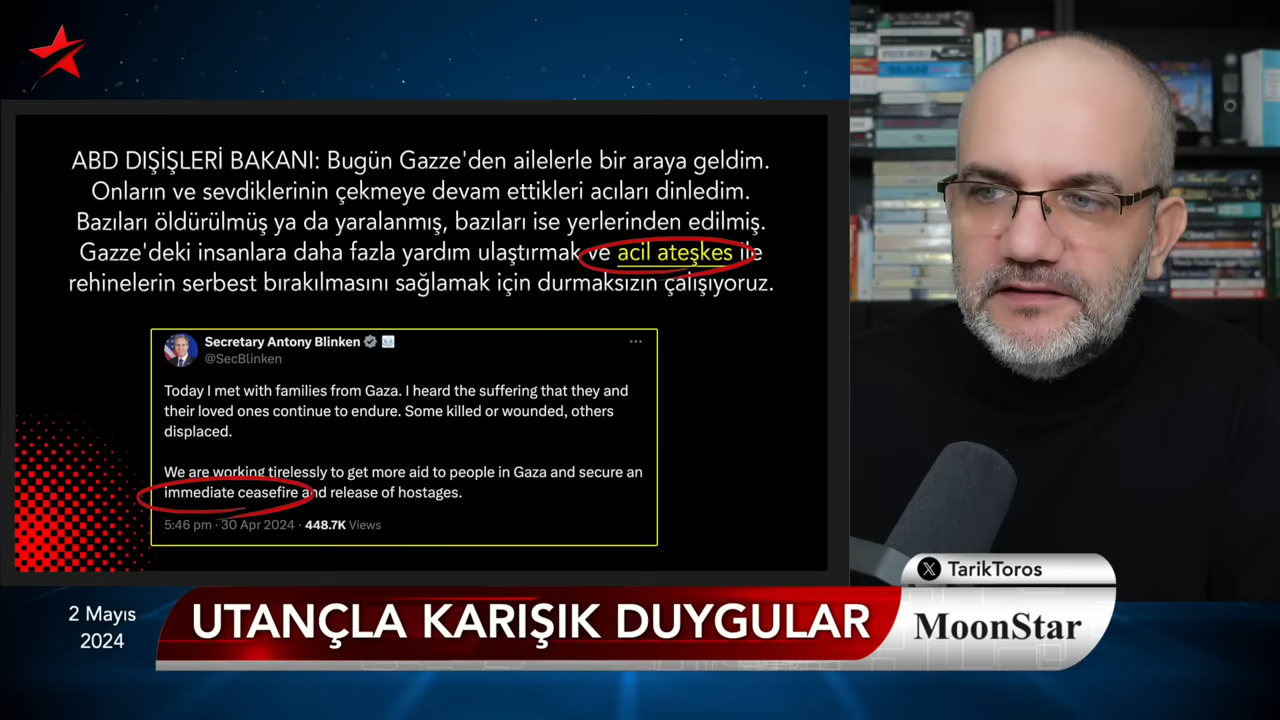 ABD DIŞİŞLERİ BAKANI: Bugün Gazze'den ailelerle bir araya geldim.
Onların ve sevdiklerinin çekmeye devam ettikleri acıları dinledim.
Bazıları öldürülmüş ya da yaralanmış, bazıları ise yerlerinden edilmiş.
Gazze'deki insanlara daha fazla yardım ulaştırmak ve acil ateşkes ile
rehinelerin serbest bırakılmasını sağlamak için durmaksızın çalışıyoruz.
Secretary Antony Blinken
@SecBlinken
Today I met with families from Gaza. I heard the suffering that they and
their loved ones continue to endure. Some killed or wounded, others
displaced.
We are working tirelessly to get more aid to people in Gaza and secure an
immediate ceasefire and release of hostages.
5:46 pm · 30 Apr 2024 · 448.7K Views
TarikToros
2 Mayıs
2024
UTANÇLA KARIŞIK DUYGULAR
MoonStar